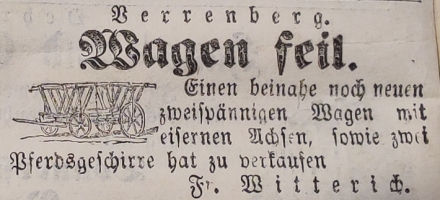 Verrenberg.
Wagen feil.
Einen beinahe noch neuen
zweispännigen Wagen mit
eisernen Achsen, sowie zwei
Pferdsgeschirre hat zu verkaufen
Fr. Witterich.